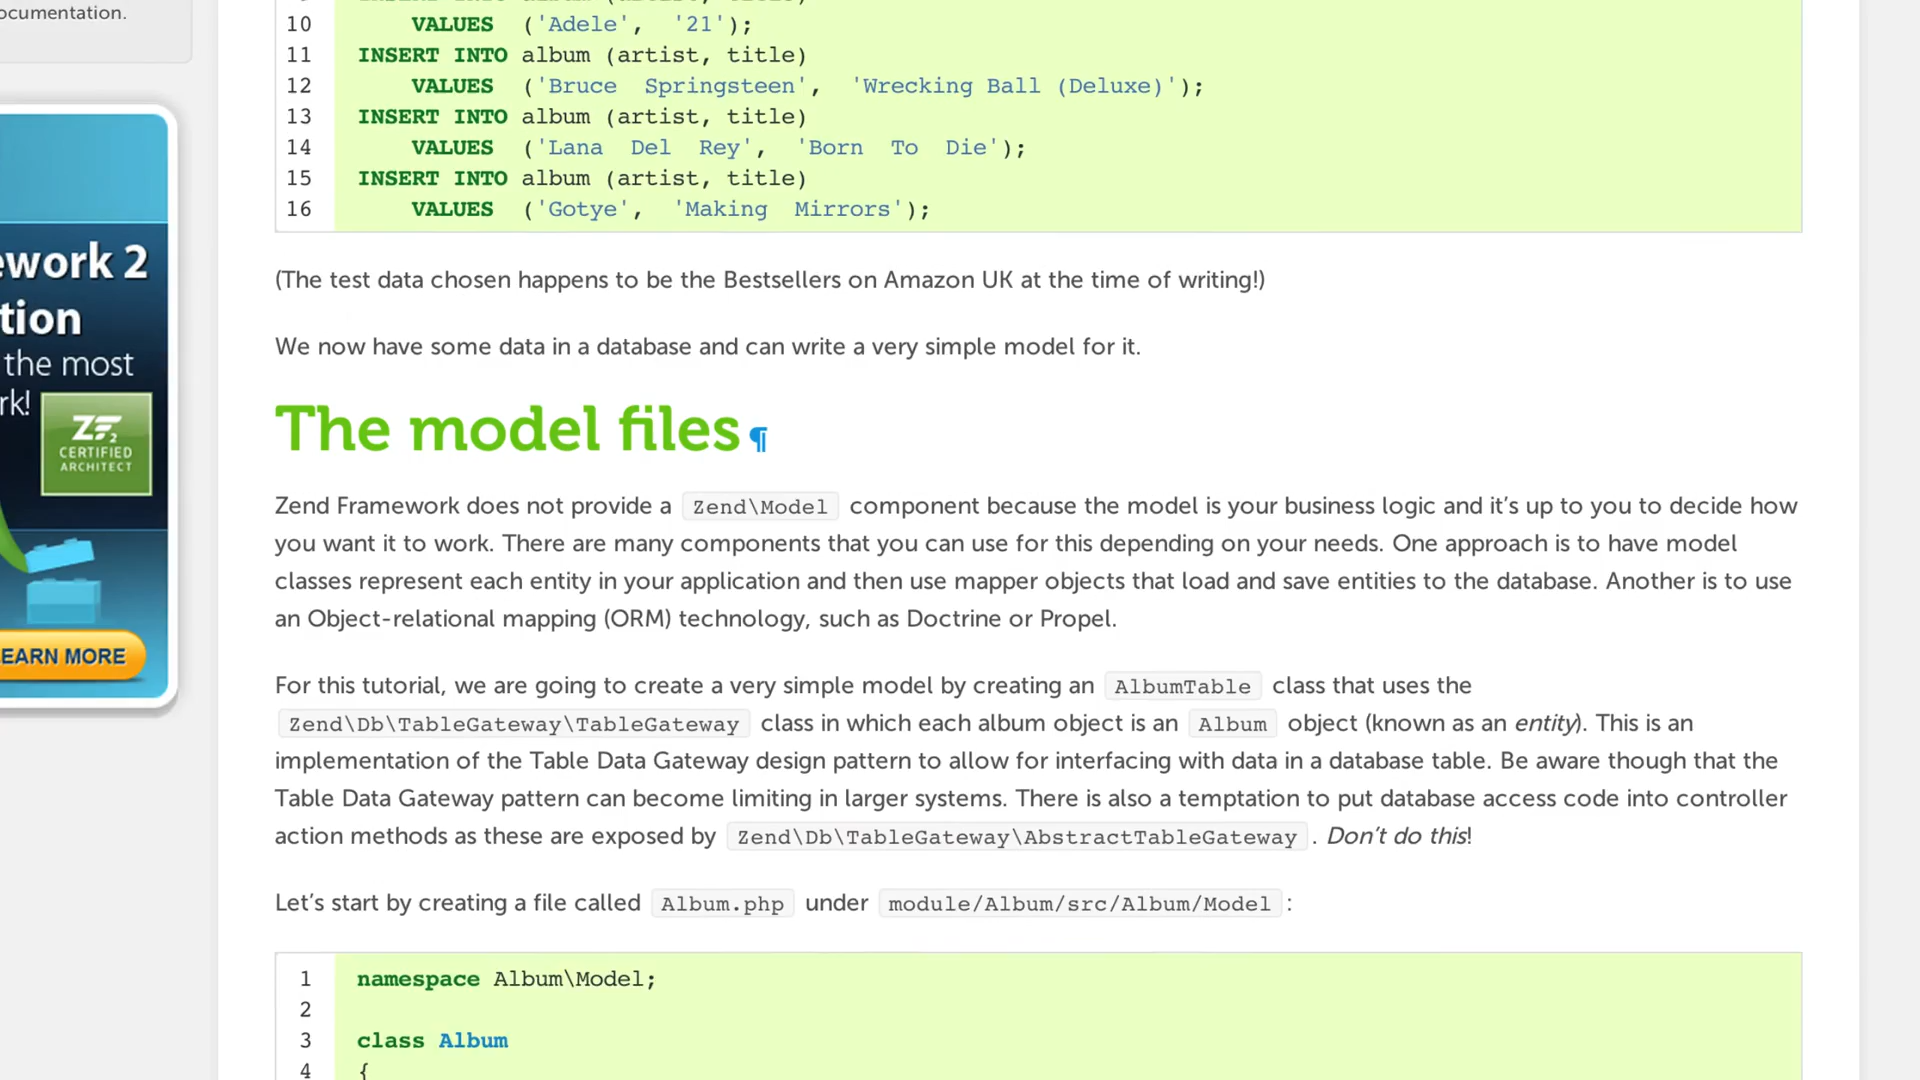 ocumentation.
10 VALUES ('Adele', '21');
11 INSERT INTO album (artist, title)
12 VALUES ('Bruce Springsteen', 'Wrecking Ball (Deluxe)');
13 INSERT INTO album (artist, title)
14 VALUES ('Lana Del Rey', 'Born To Die');
15 INSERT INTO album (artist, title)
16 VALUES ('Gotye', 'Making Mirrors');
ework 2
tion
the most
rk!
ZF2
CERTIFIED
ARCHITECT
EARN MORE
(The test data chosen happens to be the Bestsellers on Amazon UK at the time of writing!)
We now have some data in a database and can write a very simple model for it.
The model files¶
Zend Framework does not provide a Zend\Model component because the model is your business logic and it’s up to you to decide how
you want it to work. There are many components that you can use for this depending on your needs. One approach is to have model
classes represent each entity in your application and then use mapper objects that load and save entities to the database. Another is to use
an Object-relational mapping (ORM) technology, such as Doctrine or Propel.
For this tutorial, we are going to create a very simple model by creating an AlbumTable class that uses the
Zend\Db\TableGateway\TableGateway class in which each album object is an Album object (known as an entity). This is an
implementation of the Table Data Gateway design pattern to allow for interfacing with data in a database table. Be aware though that the
Table Data Gateway pattern can become limiting in larger systems. There is also a temptation to put database access code into controller
action methods as these are exposed by Zend\Db\TableGateway\AbstractTableGateway . Don’t do this!
Let’s start by creating a file called Album.php under module/Album/src/Album/Model :
1 namespace Album\Model;
2
3 class Album
4 {